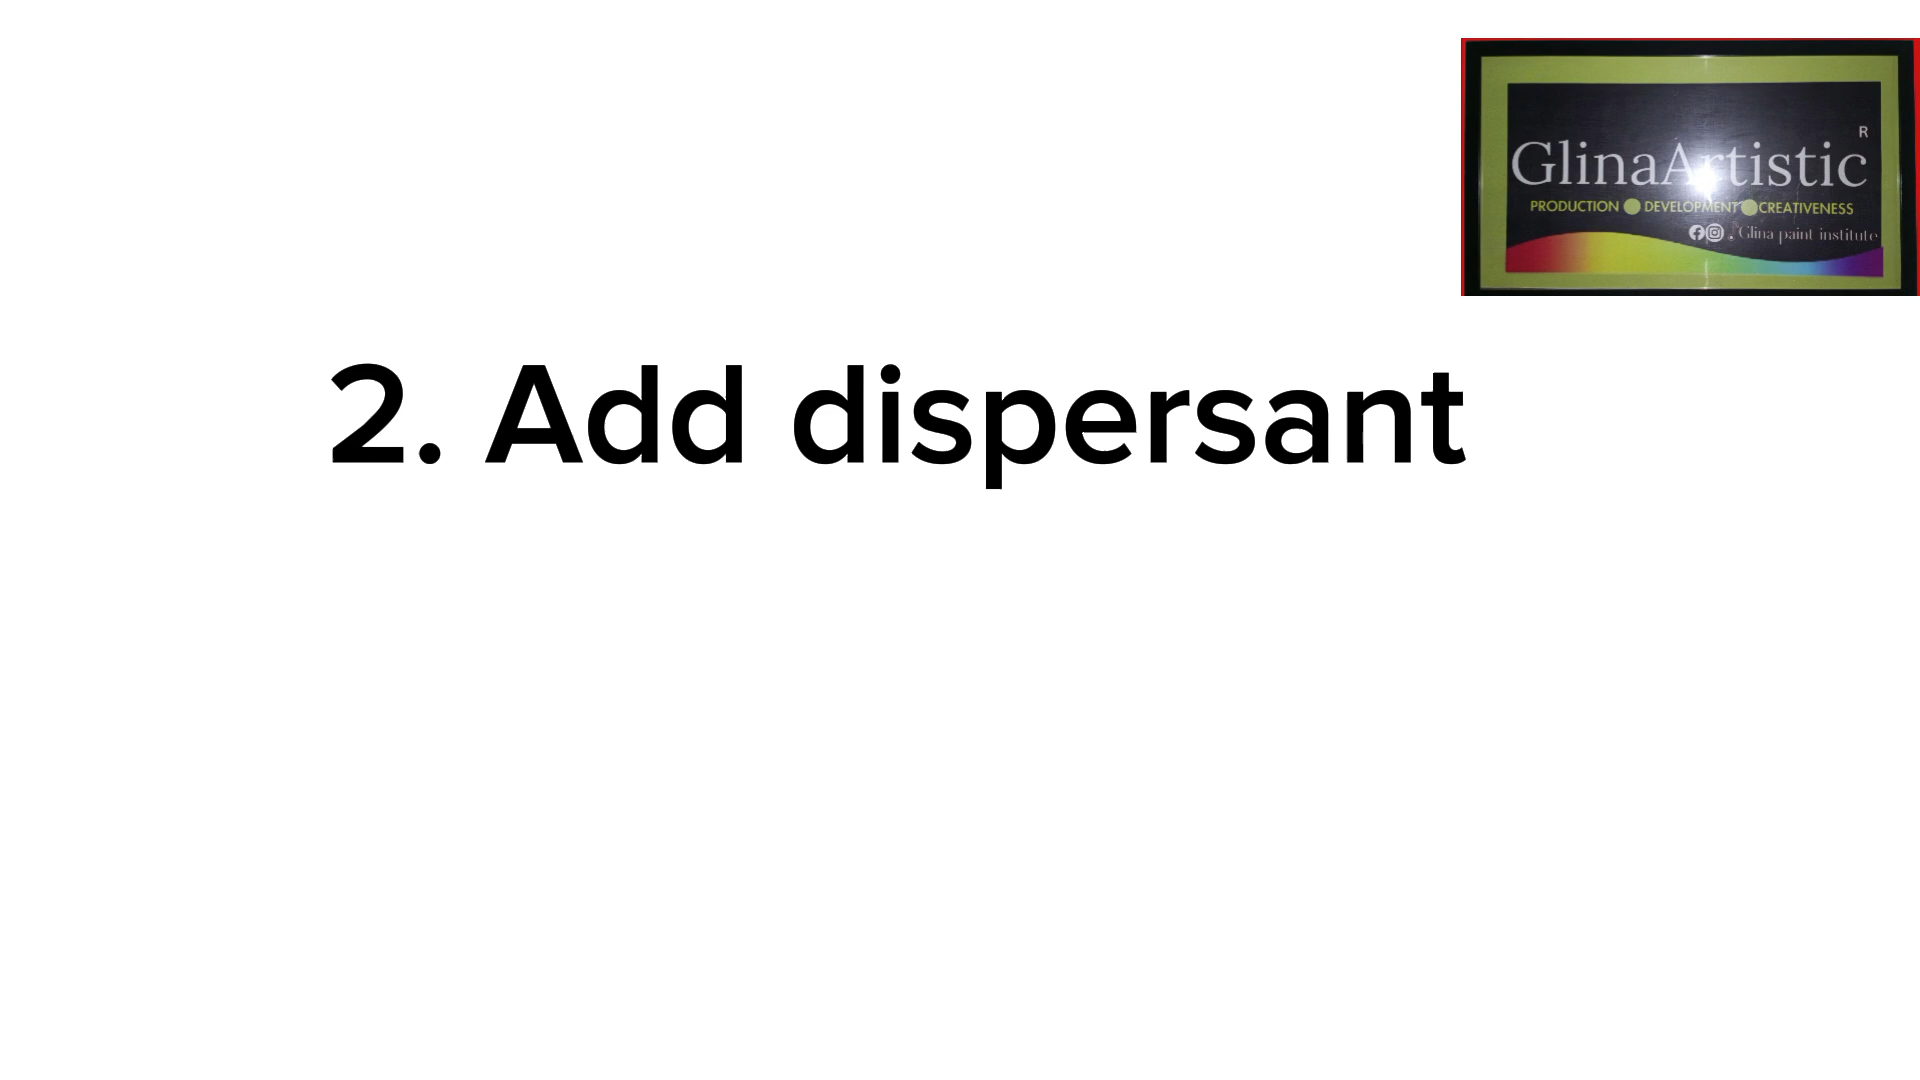 R
GlinaArtistic
PRODUCTION DEVELOPMENT CREATIVENESS
Glina paint institute
2. Add dispersant